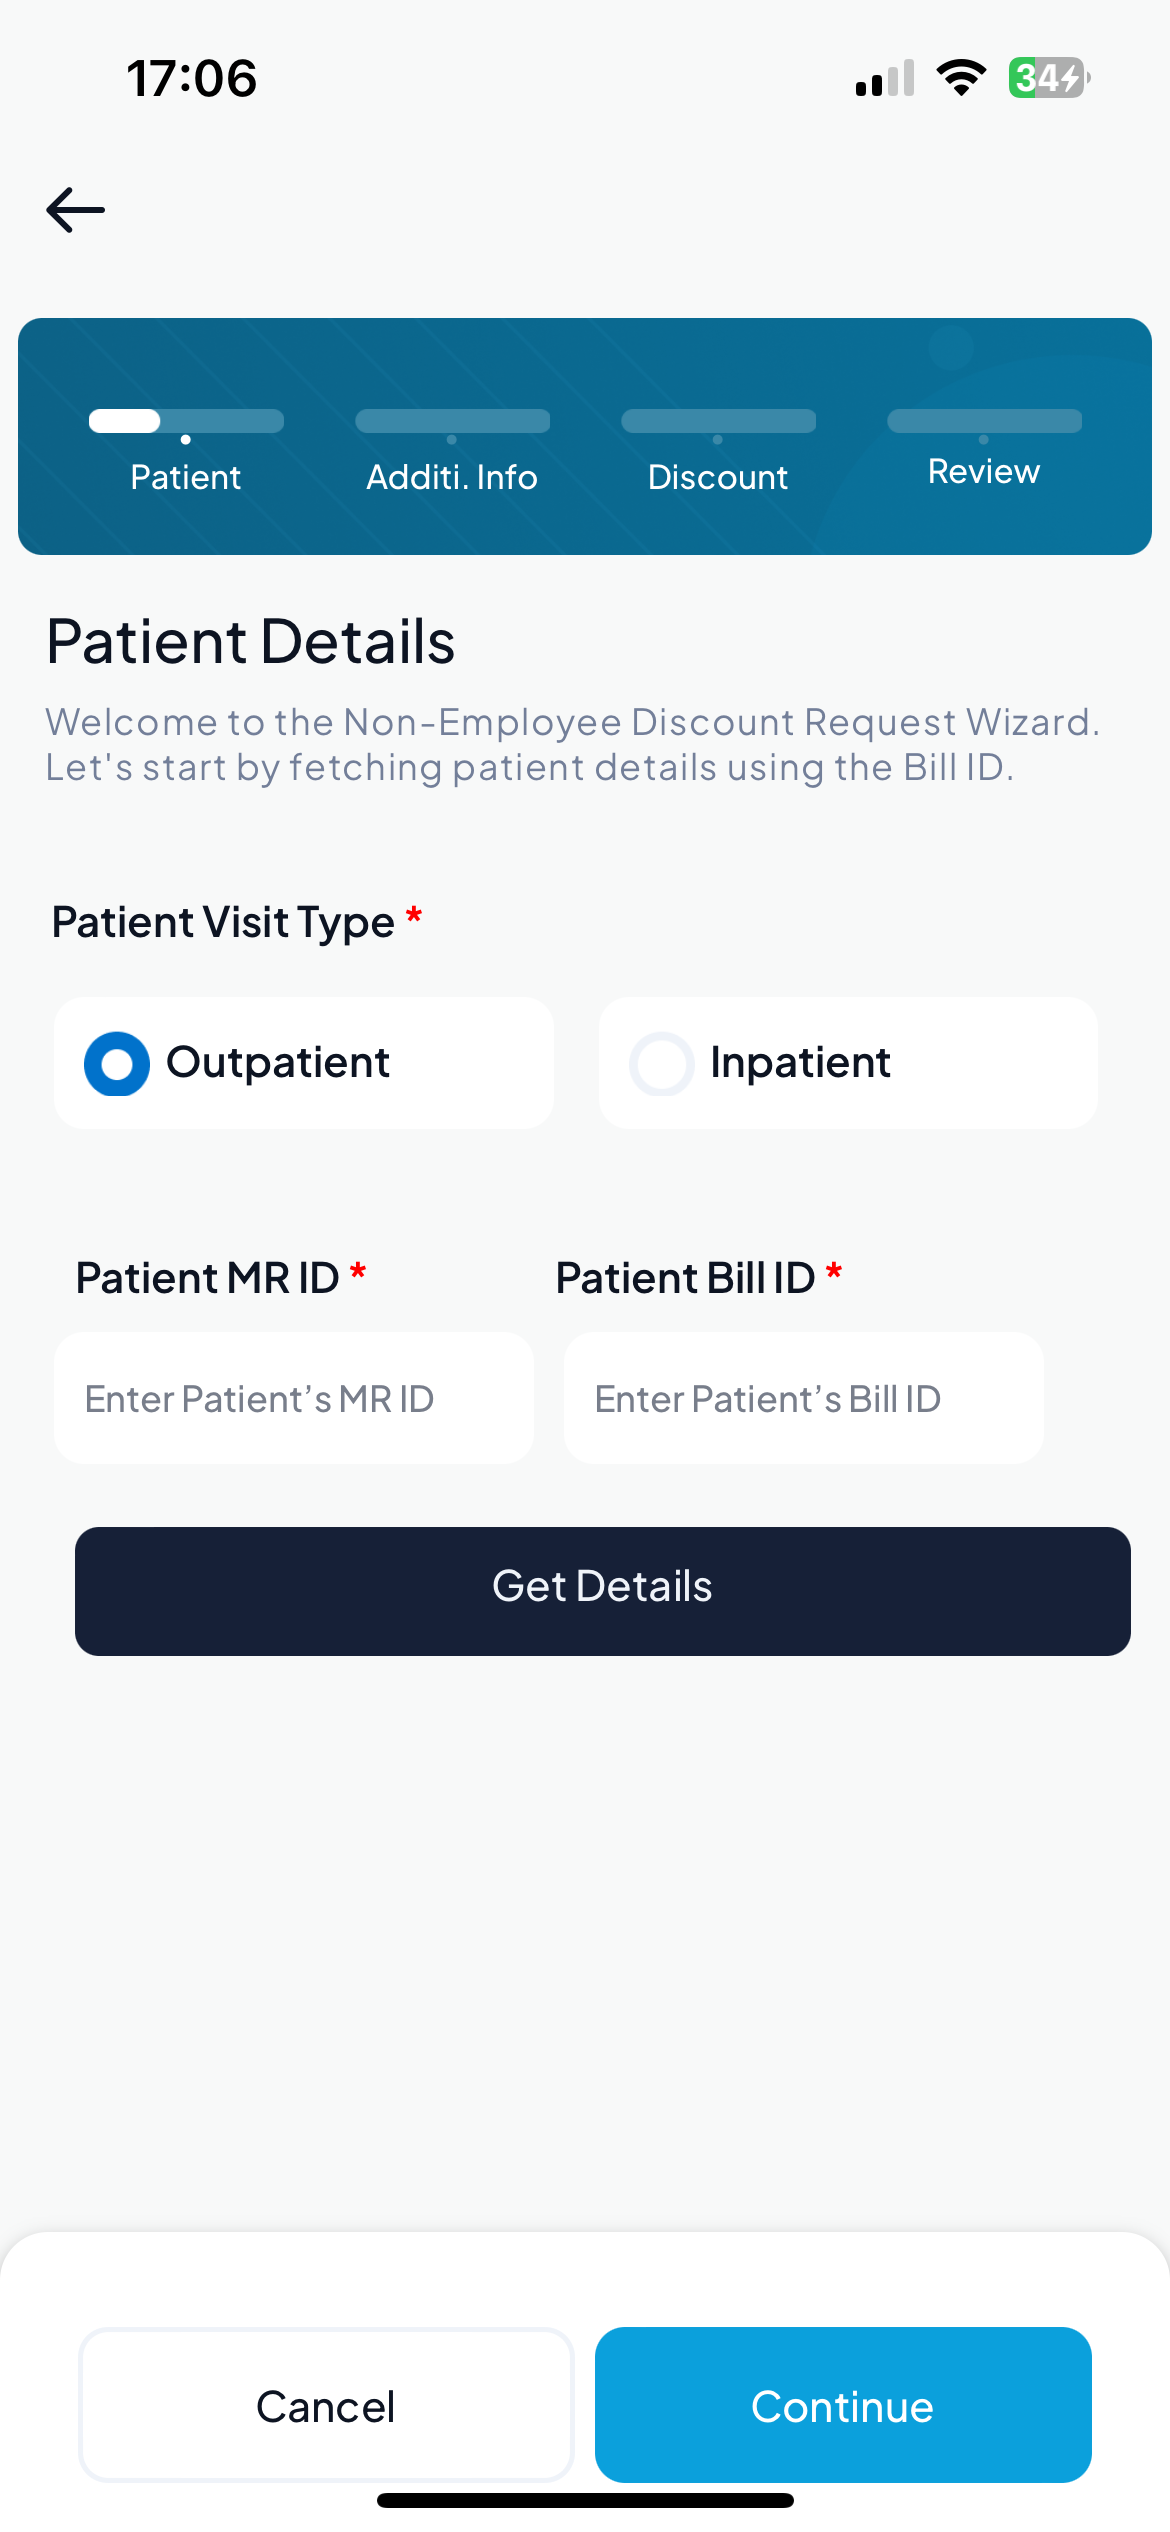 17:06
34
Patient
Additi. Info
Discount
Review
Patient Details
Welcome to the Non-Employee Discount Request Wizard.
Let's start by fetching patient details using the Bill ID.
Patient Visit Type *
Outpatient
Inpatient
Patient MR ID *
Patient Bill ID *
Enter Patient’s MR ID
Enter Patient’s Bill ID
Get Details
Cancel
Continue